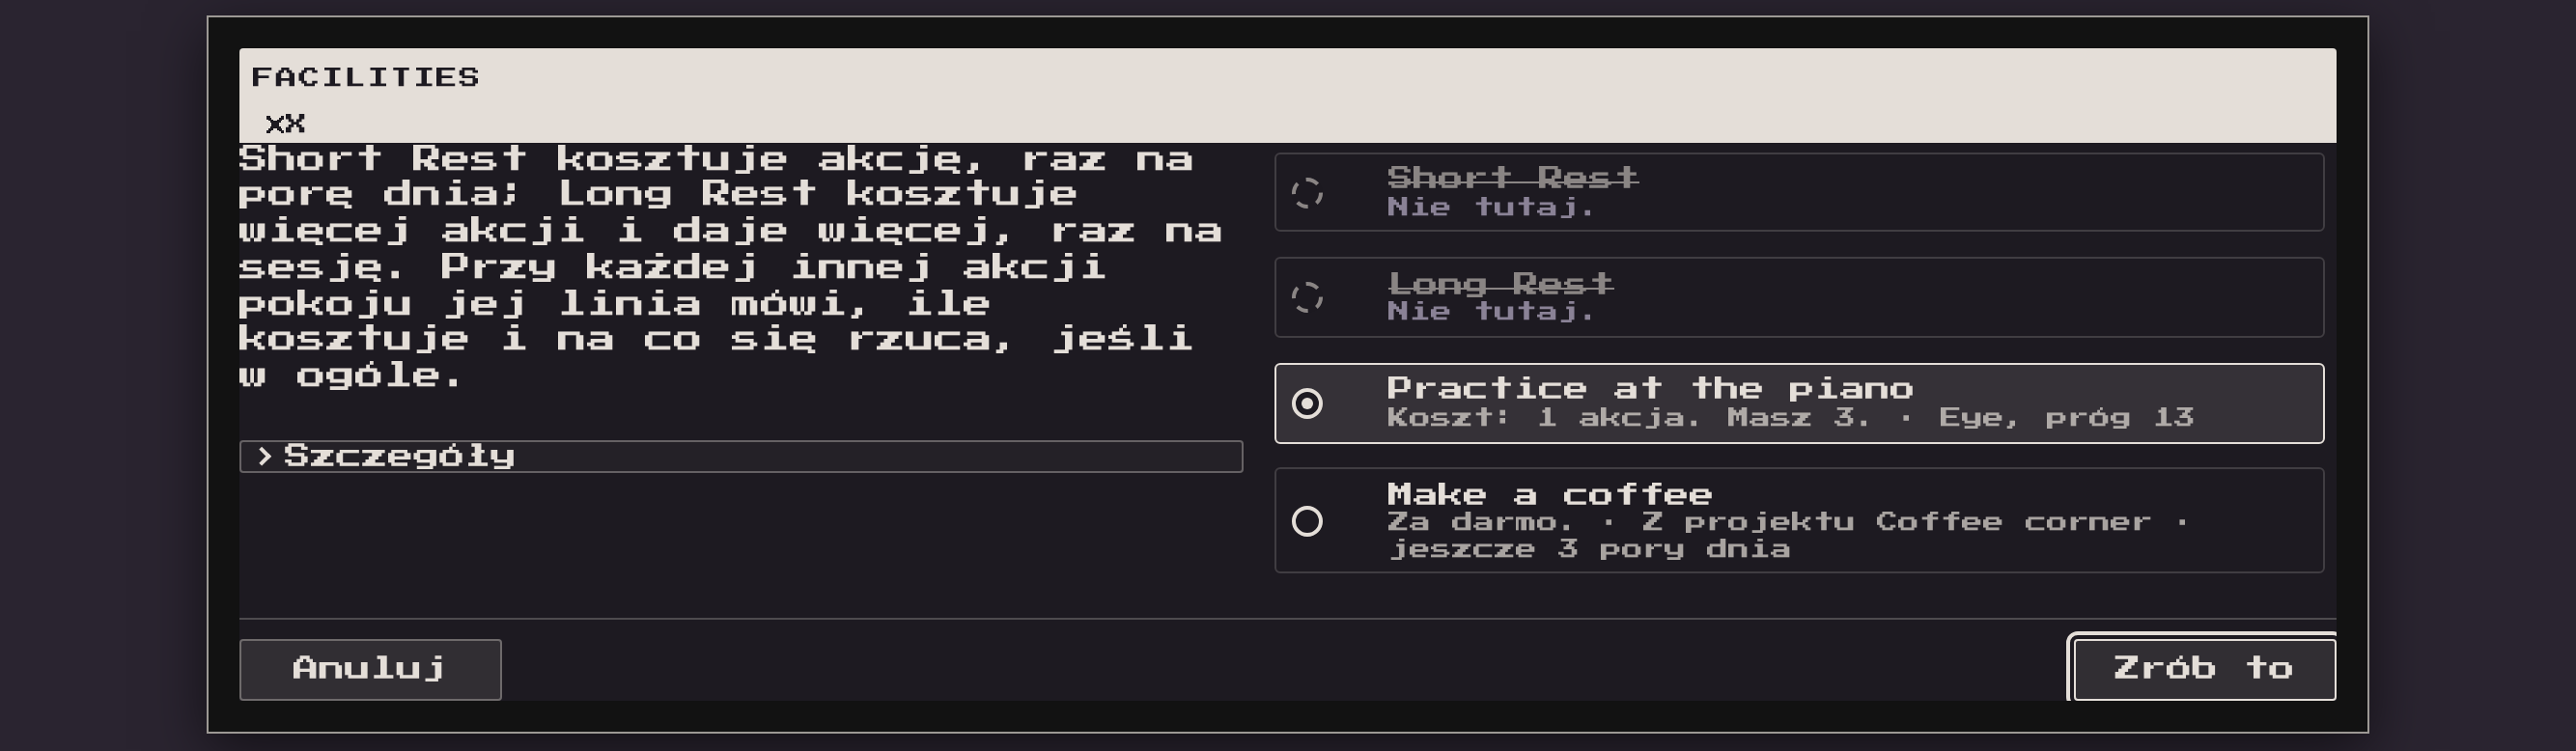 FACILITIES
xx
Short Rest kosztuje akcję, raz na
porę dnia; Long Rest kosztuje
więcej akcji i daje więcej, raz na
sesję. Przy każdej innej akcji
pokoju jej linia mówi, ile
kosztuje i na co się rzuca, jeśli
w ogóle.
Szczegóły
Short Rest
Nie tutaj.
Long Rest
Nie tutaj.
Practice at the piano
Koszt: 1 akcja. Masz 3. · Eye, próg 13
Make a coffee
Za darmo. · Z projektu Coffee corner ·
jeszcze 3 pory dnia
Anuluj
Zrób to